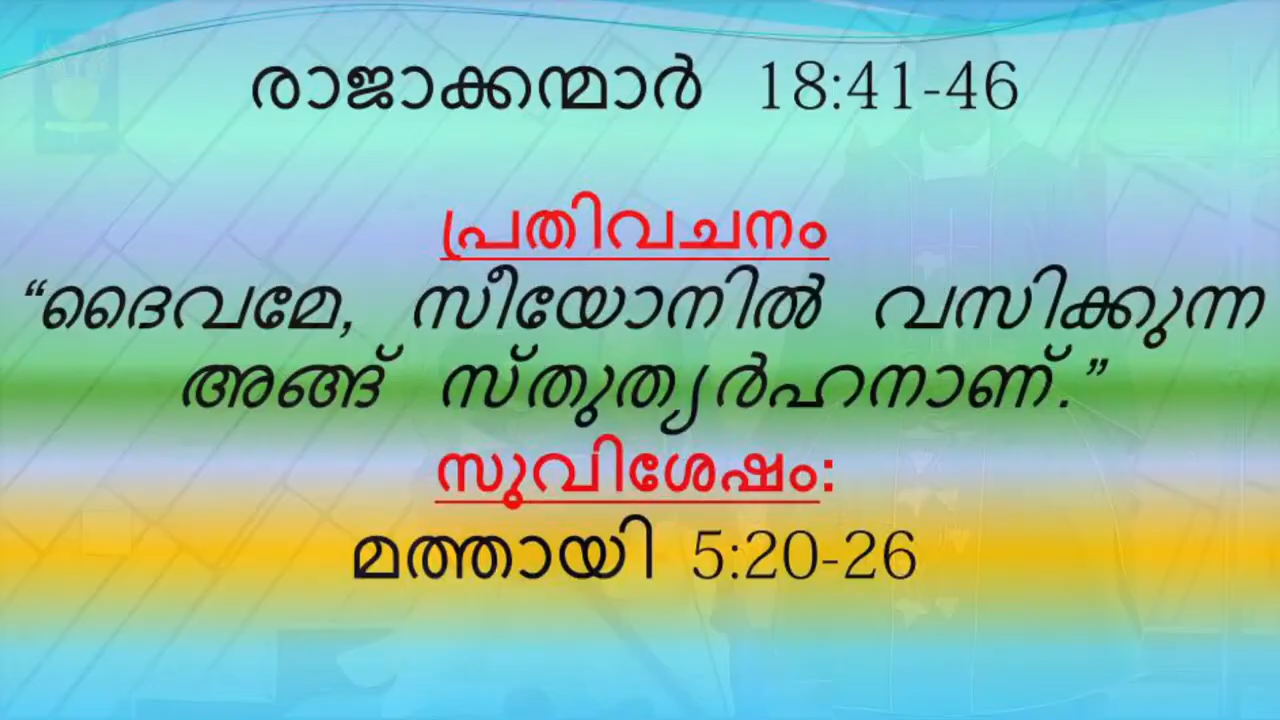 രാജാക്കന്മാർ 18:41-46
പ്രതിവചനം
“ദൈവമേ, സീയോനിൽ വസിക്കുന്ന
അങ്ങ് സ്തുത്യർഹനാണ്.”
സുവിശേഷം:
മത്തായി 5:20-26